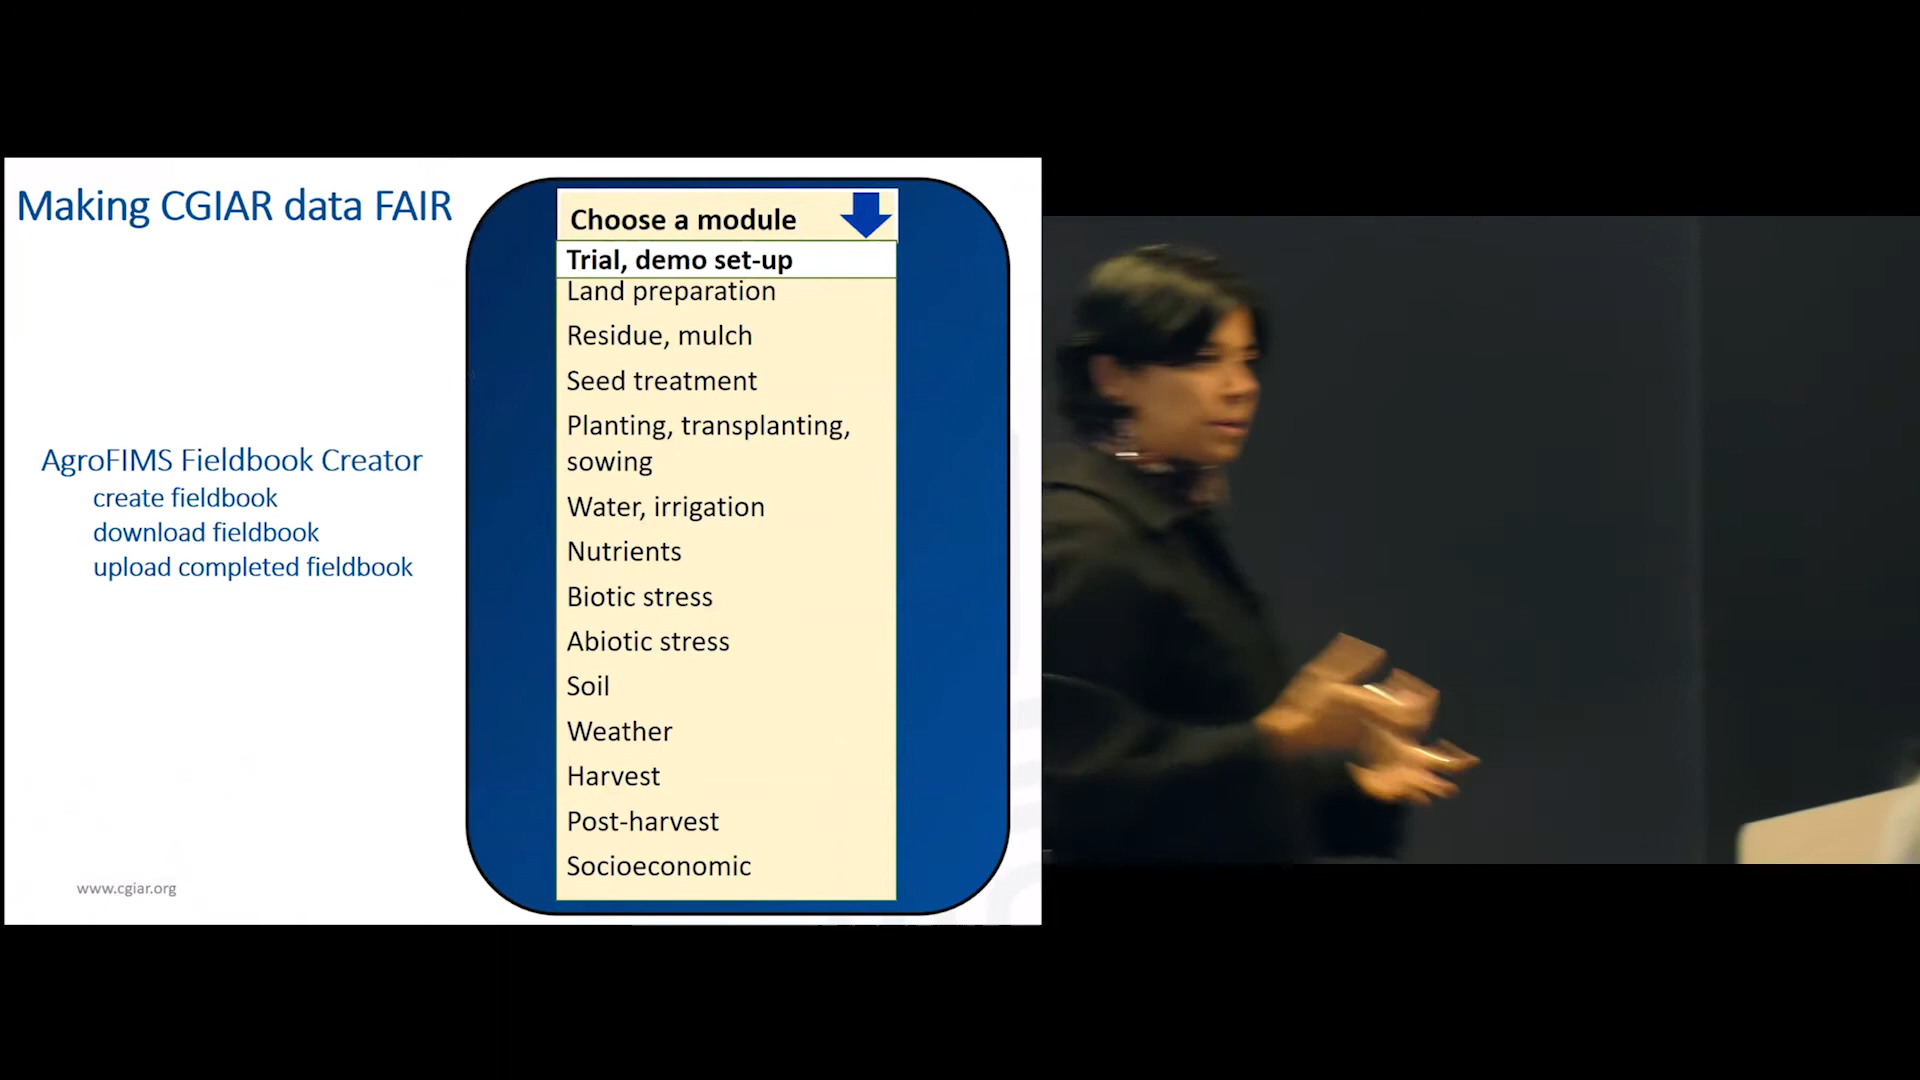 Making CGIAR data FAIR
AgroFIMS Fieldbook Creator
create fieldbook
download fieldbook
upload completed fieldbook
www.cgiar.org
Choose a module
Trial, demo set-up
Land preparation
Residue, mulch
Seed treatment
Planting, transplanting,
sowing
Water, irrigation
Nutrients
Biotic stress
Abiotic stress
Soil
Weather
Harvest
Post-harvest
Socioeconomic